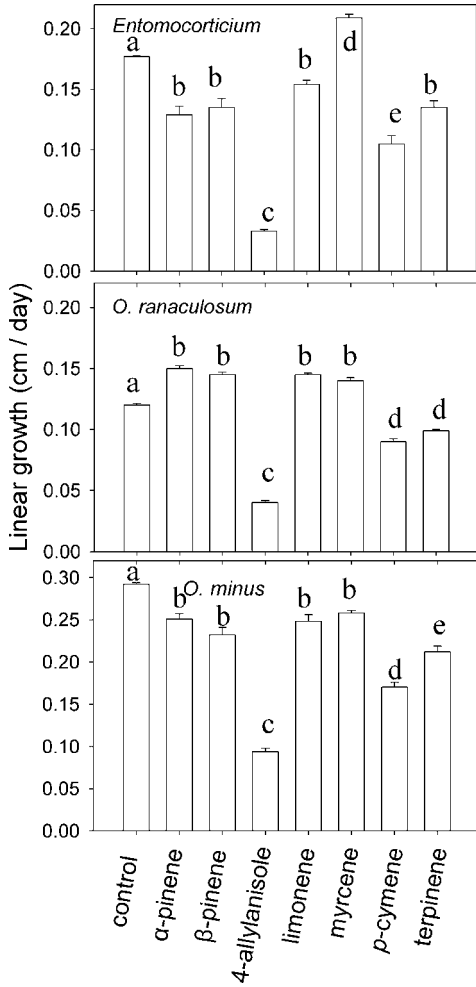 Entomocorticium
0.20
0.15
0.10
0.05
0.00
a
b
b
c
b
d
e
b
O. ranaculosum
0.20
0.15
0.10
0.05
0.00
a
b
b
c
b
b
d
d
O. minus
0.30
0.25
0.20
0.15
0.10
0.05
0.00
a
b
b
c
b
b
d
e
Linear growth (cm / day)
control
α-pinene
β-pinene
4-allylanisole
limonene
myrcene
p-cymene
terpinene